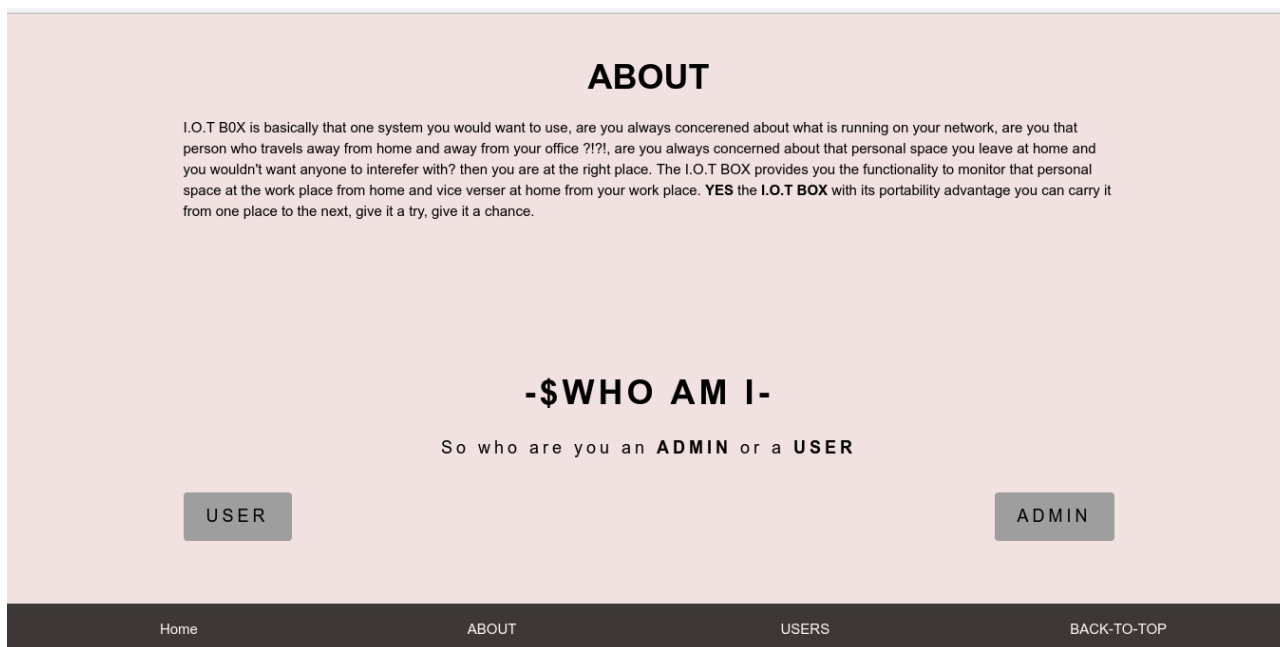 ABOUT
I.O.T B0X is basically that one system you would want to use, are you always concerened about what is running on your network, are you that
person who travels away from home and away from your office ?!?!, are you always concerned about that personal space you leave at home and
you wouldn't want anyone to interefer with? then you are at the right place. The I.O.T BOX provides you the functionality to monitor that personal
space at the work place from home and vice verser at home from your work place. YES the I.O.T BOX with its portability advantage you can carry it
from one place to the next, give it a try, give it a chance.
-$WHO AM I-
So who are you an ADMIN or a USER
USER
ADMIN
Home
ABOUT
USERS
BACK-TO-TOP